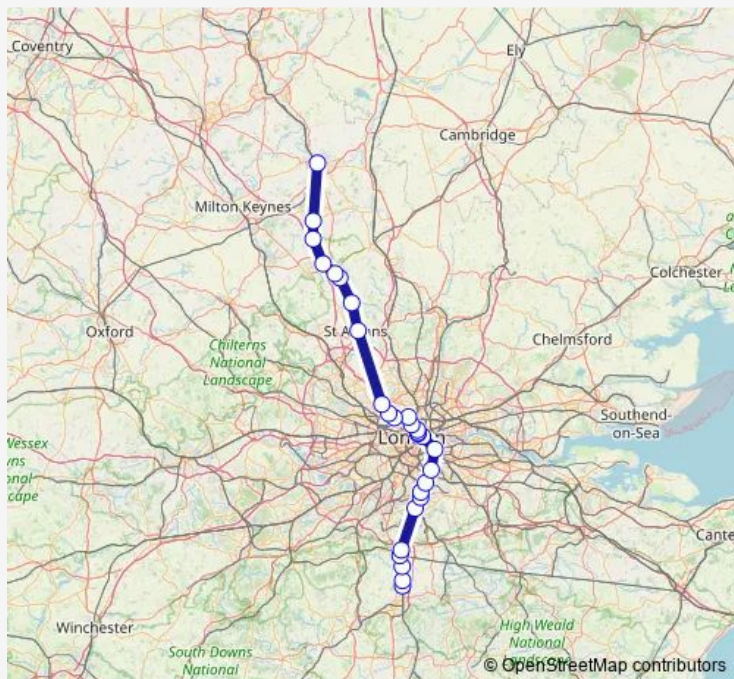 Coventry
Ely
Cambridge
Milton Keynes
Colchester
Oxford
St Albans
Chelmsford
Chilterns
National
Landscape
Southend-
on-Sea
London
Wessex
Cante
Winchester
High Weald
National
South Downs
National
© OpenStreetMap contributors